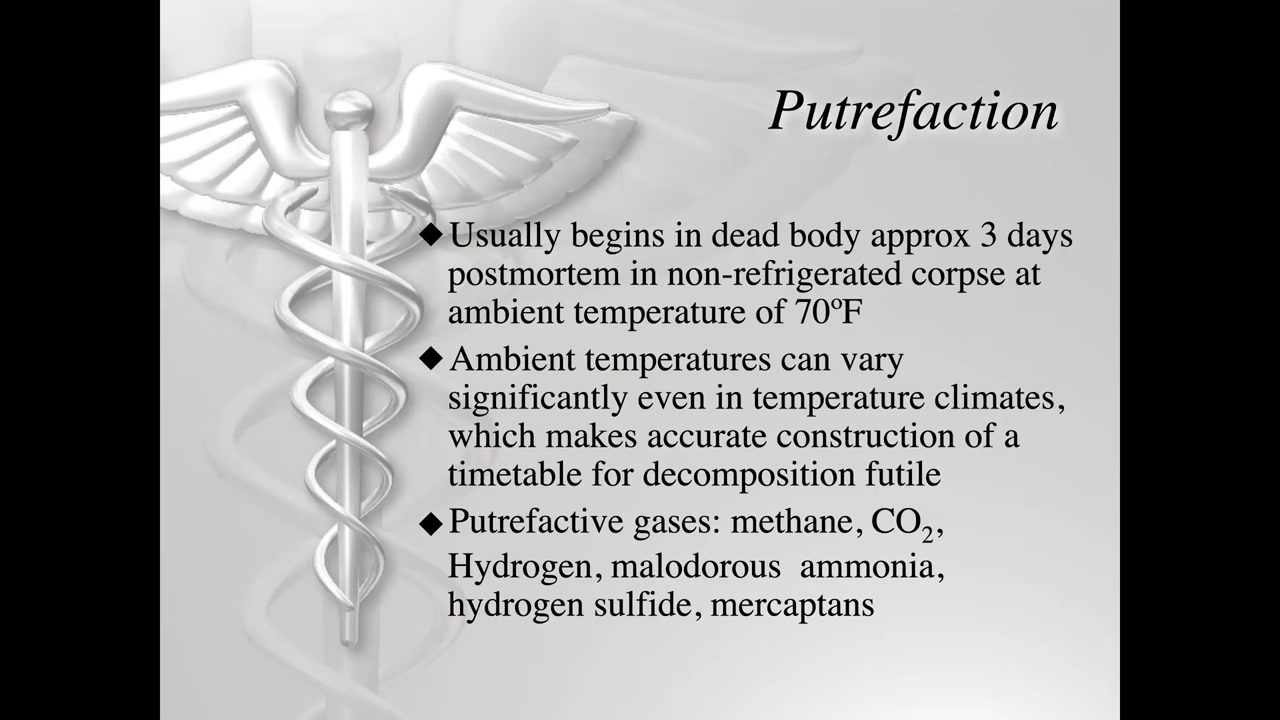 Putrefaction
◆Usually begins in dead body approx 3 days
postmortem in non-refrigerated corpse at
ambient temperature of 70ºF
◆Ambient temperatures can vary
significantly even in temperature climates,
which makes accurate construction of a
timetable for decomposition futile
◆Putrefactive gases: methane, CO₂,
Hydrogen, malodorous  ammonia,
hydrogen sulfide, mercaptans